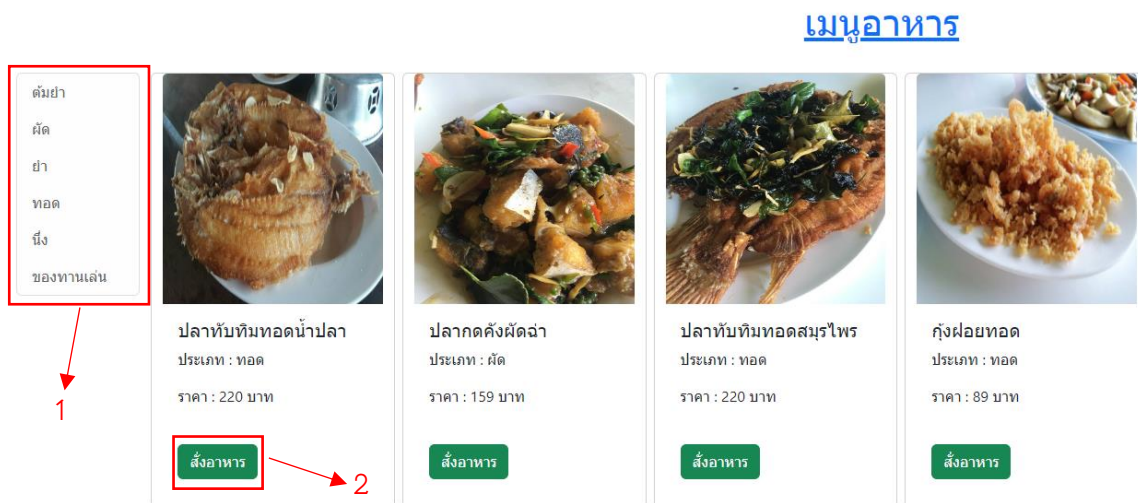 เมนูอาหาร
ต้มยำ
ผัด
ยำ
ทอด
นึ่ง
ของทานเล่น
1
ปลาทับทิมทอดน้ำปลา
ประเภท : ทอด
ราคา : 220 บาท
สั่งอาหาร
2
ปลากดคังผัดฉ่า
ประเภท : ผัด
ราคา : 159 บาท
สั่งอาหาร
ปลาทับทิมทอดสมุรไพร
ประเภท : ทอด
ราคา : 220 บาท
สั่งอาหาร
กุ้งฝอยทอด
ประเภท : ทอด
ราคา : 89 บาท
สั่งอาหาร